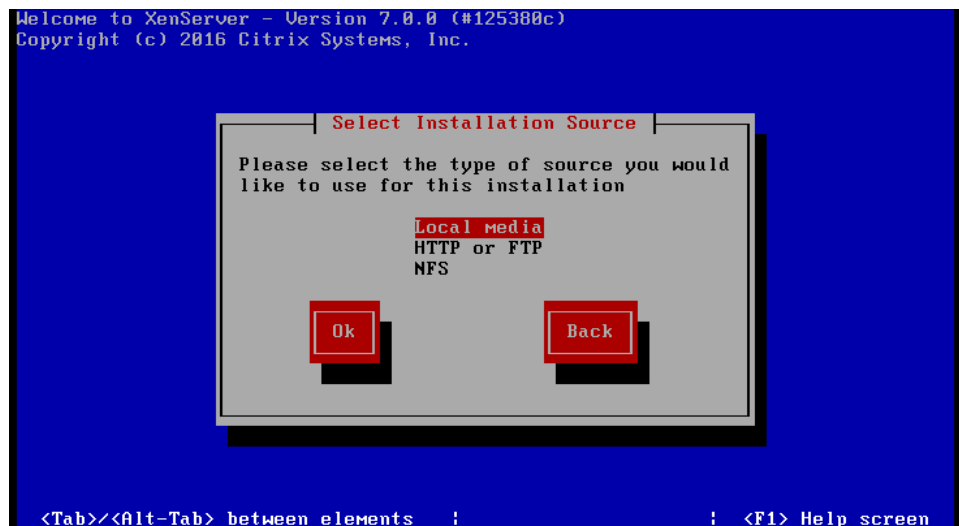 Welcome to XenServer - Version 7.0.0 (#125380c)
Copyright (c) 2016 Citrix Systems, Inc.
Select Installation Source
Please select the type of source you would
like to use for this installation
Local media
HTTP or FTP
NFS
Ok Back
<Tab>/<Alt-Tab> between elements ¦ ¦ <F1> Help screen